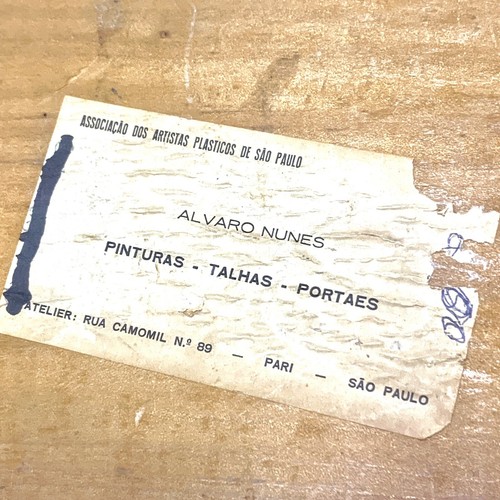 ASSOCIAÇÃO DOS ARTISTAS PLASTICOS DE SÃO PAULO
ALVARO NUNES
PINTURAS - TALHAS - PORTAES
ATELIER: RUA CAMOMIL N.º 89 — PARI — SÃO PAULO